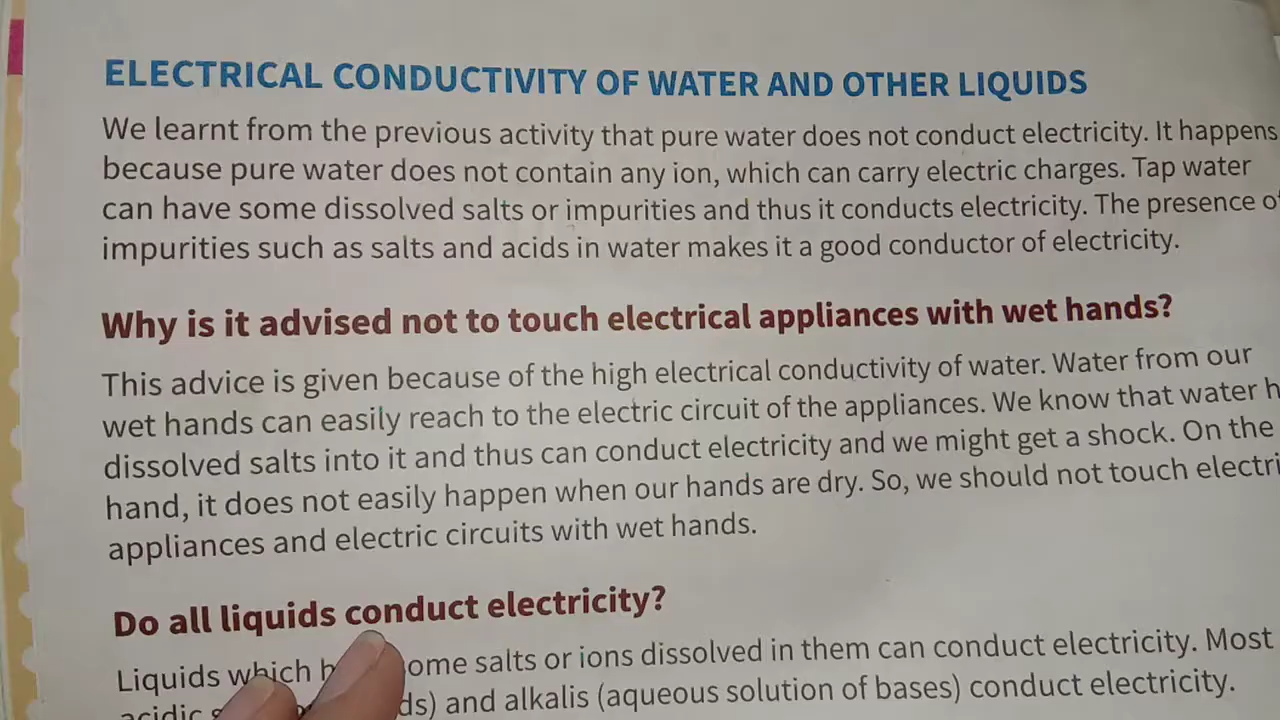 ELECTRICAL CONDUCTIVITY OF WATER AND OTHER LIQUIDS
We learnt from the previous activity that pure water does not conduct electricity. It happens
because pure water does not contain any ion, which can carry electric charges. Tap water
can have some dissolved salts or impurities and thus it conducts electricity. The presence of
impurities such as salts and acids in water makes it a good conductor of electricity.
Why is it advised not to touch electrical appliances with wet hands?
This advice is given because of the high electrical conductivity of water. Water from our
wet hands can easily reach to the electric circuit of the appliances. We know that water
dissolved salts into it and thus can conduct electricity and we might get a shock. On the
hand, it does not easily happen when our hands are dry. So, we should not touch
appliances and electric circuits with wet hands.
Do all liquids conduct electricity?
Liquids which salts or ions dissolved in them can conduct electricity. Most
acidic and alkalis (aqueous solution of bases) conduct electricity.